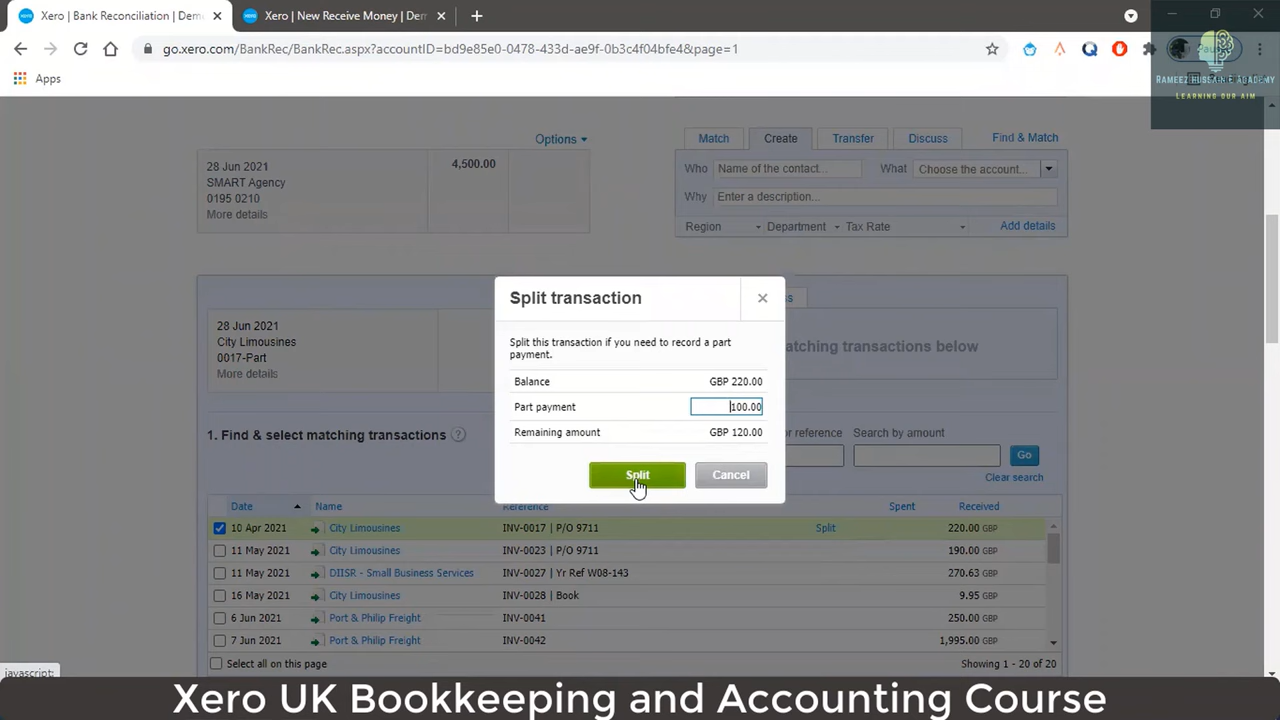 Xero | Bank Reconciliation | Dem
Xero | New Receive Money | Dem
go.xero.com/BankRec/BankRec.aspx?accountID=bd9e85e0-0478-433d-ae9f-0b3c4f04bfe4&page=1
Apps
RAMEEZ HUSSAIN E ACADEMY
LEARNING OUR AIM
Options
Match Create Transfer Discuss Find & Match
28 Jun 2021 4,500.00
SMART Agency
0195 0210
More details
Who Name of the contact... What Choose the account...
Why Enter a description...
Region Department Tax Rate Add details
Split transaction
Split this transaction if you need to record a part
payment.
Balance GBP 220.00
Part payment 100.00
Remaining amount GBP 120.00
Split Cancel
28 Jun 2021
City Limousines
0017-Part
More details
atching transactions below
1. Find & select matching transactions ?
or reference Search by amount
Go
Clear search
Date Name Reference Spent Received
10 Apr 2021 City Limousines INV-0017 | P/O 9711 Split 220.00 GBP
11 May 2021 City Limousines INV-0023 | P/O 9711 190.00 GBP
11 May 2021 DIISR - Small Business Services INV-0027 | Yr Ref W08-143 270.63 GBP
16 May 2021 City Limousines INV-0028 | Book 9.95 GBP
6 Jun 2021 Port & Philip Freight INV-0041 250.00 GBP
7 Jun 2021 Port & Philip Freight INV-0042 1,995.00 GBP
Select all on this page Showing 1 - 20 of 20
javascript:
Xero UK Bookkeeping and Accounting Course